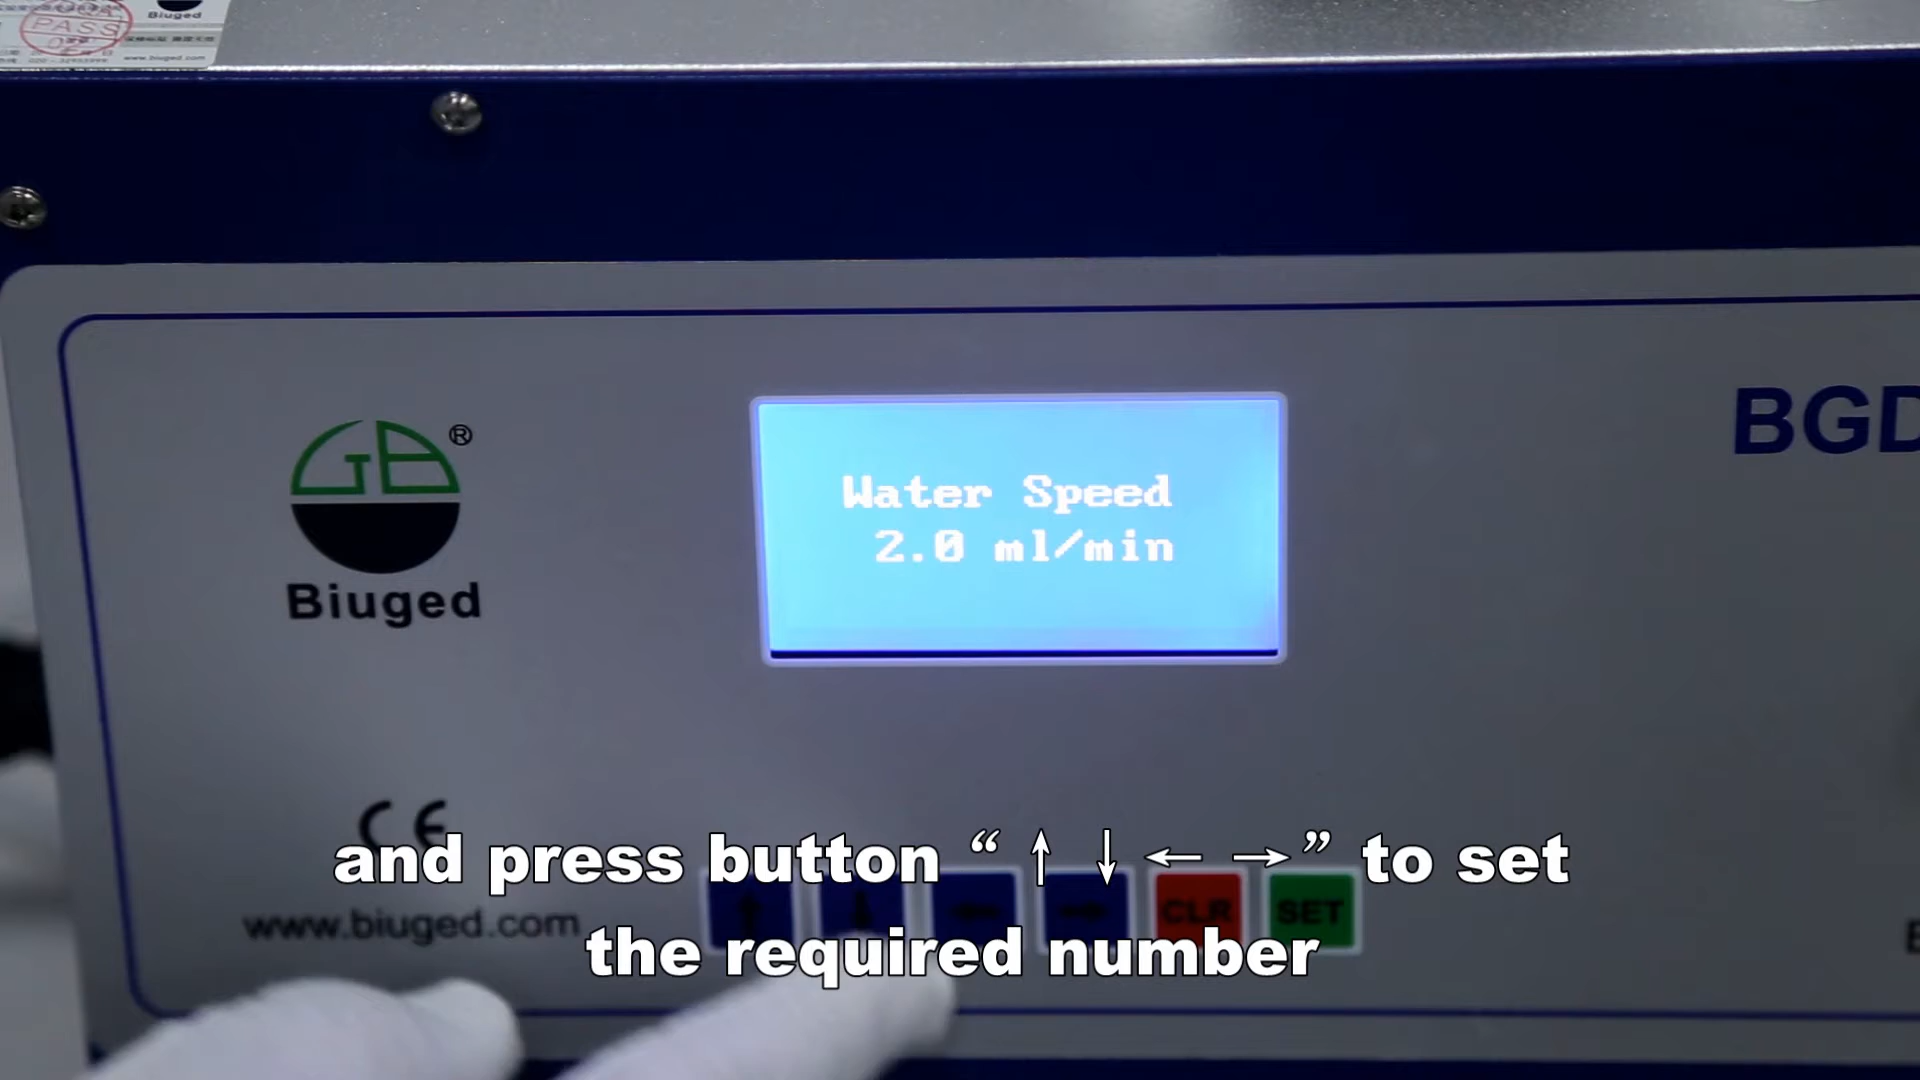 PASS
Biuged
www.biuged.com
BGD
®
Water Speed
2.0 ml/min
Biuged
CE
and press button “ ↑ ↓ ← → ” to set
the required number
↑ ↓ ← → CLR SET
www.biuged.com